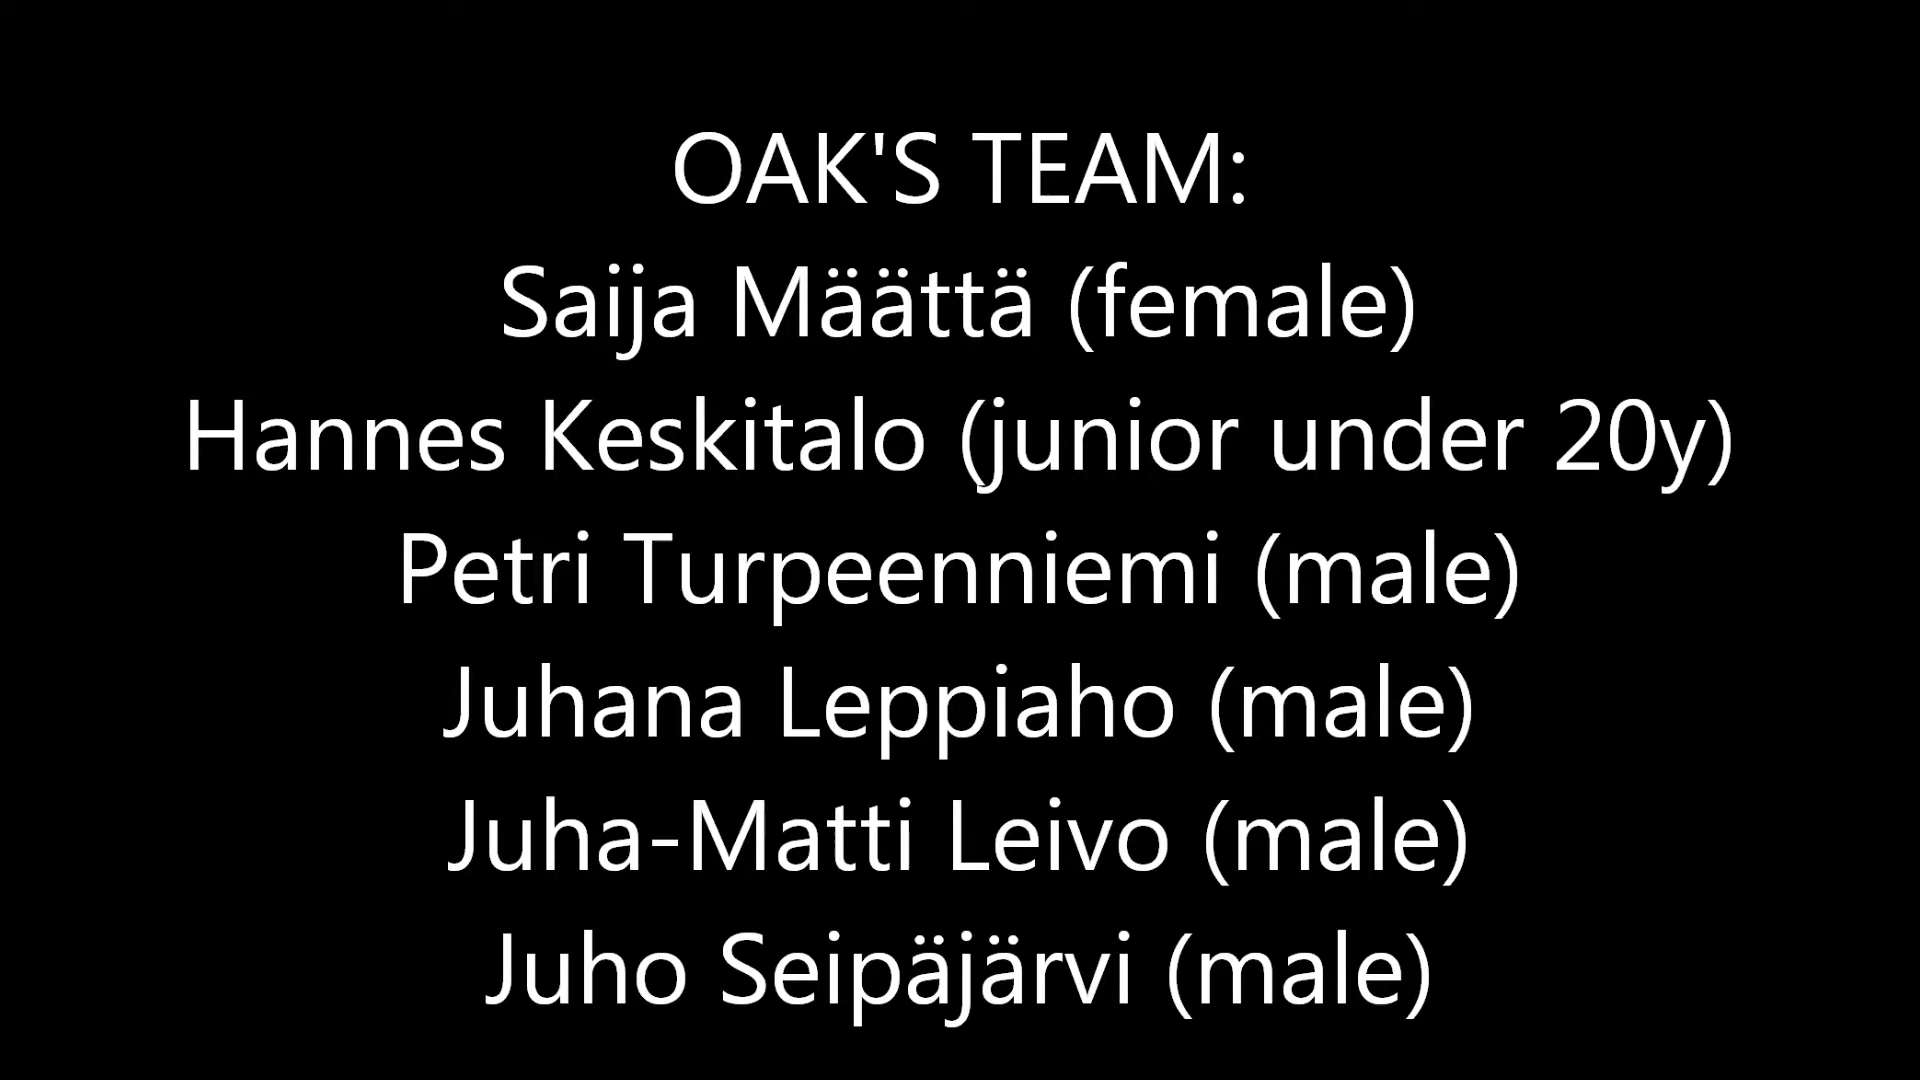 OAK'S TEAM:
Saija Määttä (female)
Hannes Keskitalo (junior under 20y)
Petri Turpeenniemi (male)
Juhana Leppiaho (male)
Juha-Matti Leivo (male)
Juho Seipäjärvi (male)